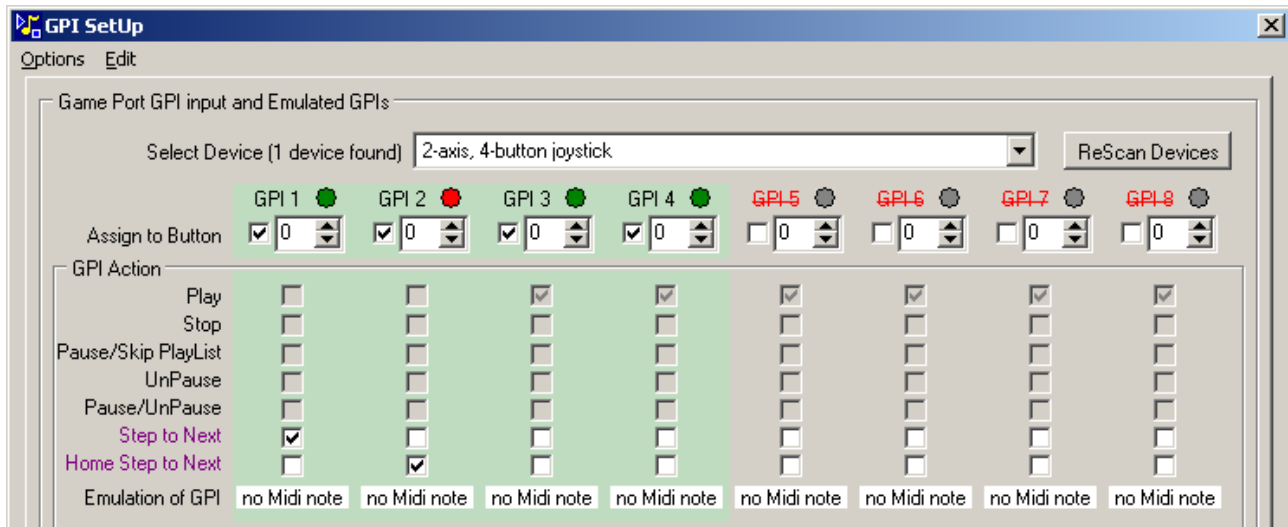 GPI SetUp
Options Edit
Game Port GPI input and Emulated GPIs
Select Device (1 device found) 2-axis, 4-button joystick ReScan Devices
GPI 1 GPI 2 GPI 3 GPI 4 GPI 5 GPI 6 GPI 7 GPI 8
Assign to Button 0 0 0 0 0 0 0 0
GPI Action
Play
Stop
Pause/Skip PlayList
UnPause
Pause/UnPause
Step to Next
Home Step to Next
Emulation of GPI no Midi note no Midi note no Midi note no Midi note no Midi note no Midi note no Midi note no Midi note